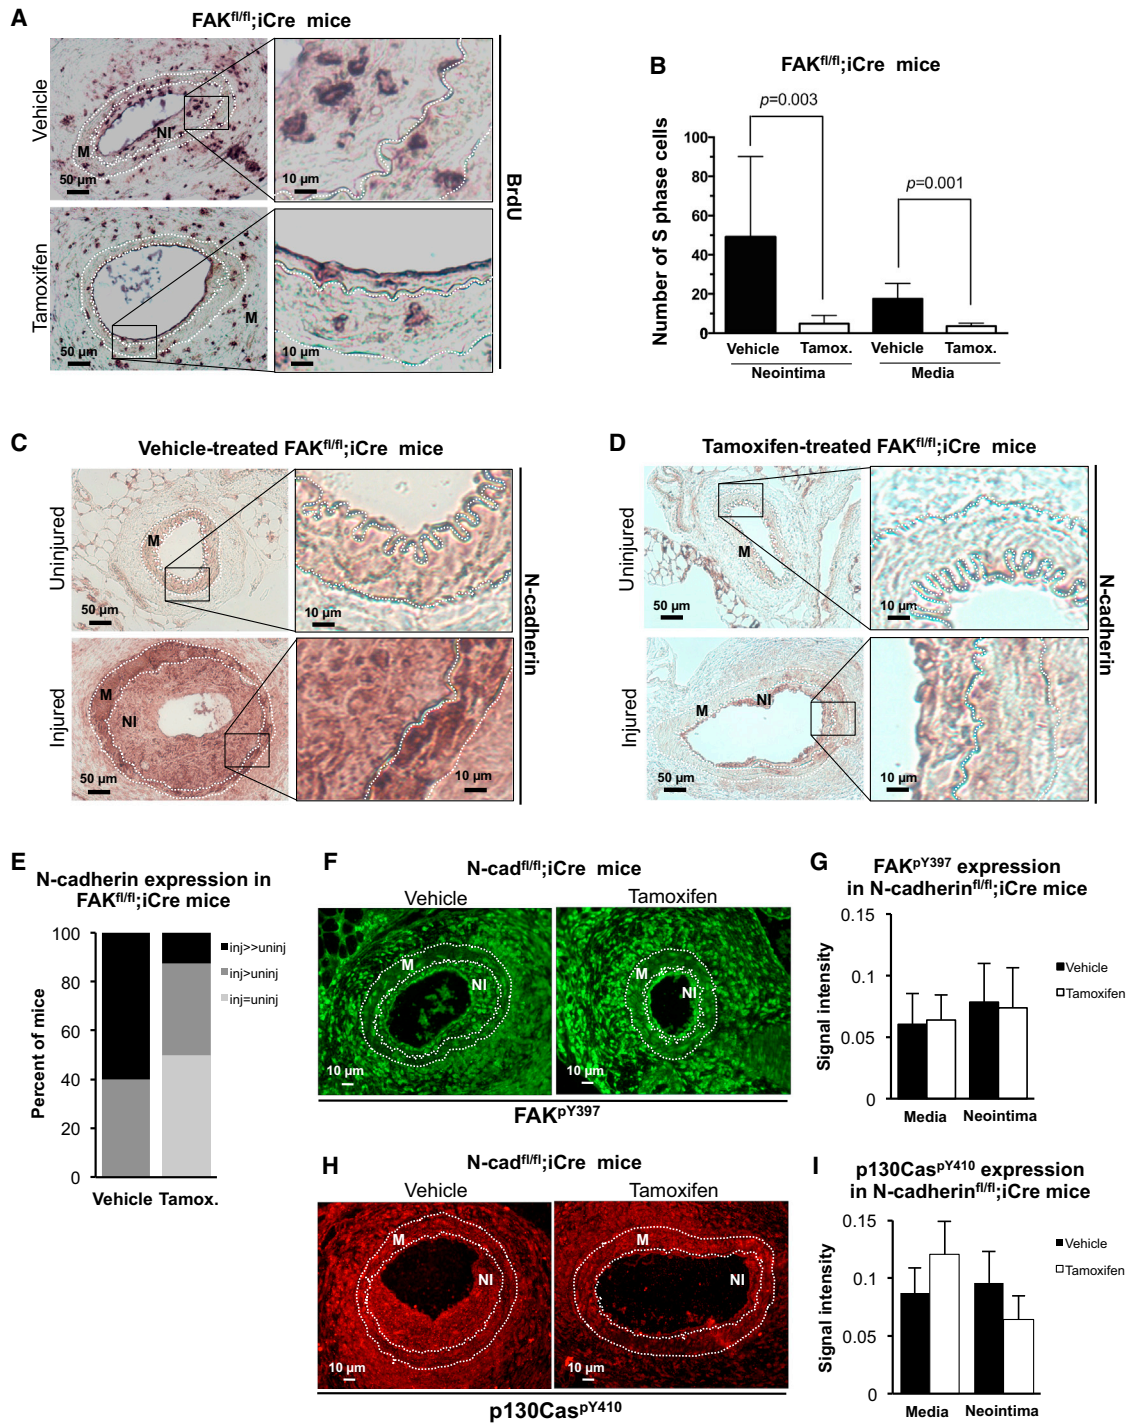 A
FAKfl/fl;iCre mice
Vehicle
M
NI
50 µm
10 µm
Tamoxifen
M
50 µm
10 µm
BrdU
B
FAKfl/fl;iCre mice
p=0.003
p=0.001
Number of S phase cells
100
80
60
40
20
0
Vehicle
Tamox.
Vehicle
Tamox.
Neointima
Media
C
Vehicle-treated FAKfl/fl;iCre mice
Uninjured
M
50 µm
10 µm
Injured
M
NI
50 µm
10 µm
N-cadherin
D
Tamoxifen-treated FAKfl/fl;iCre mice
Uninjured
M
50 µm
10 µm
Injured
M
NI
50 µm
10 µm
N-cadherin
E
N-cadherin expression in
FAKfl/fl;iCre mice
Percent of mice
100
80
60
40
20
0
Vehicle
Tamox.
inj>>uninj
inj>uninj
inj=uninj
F
N-cadfl/fl;iCre mice
Vehicle
Tamoxifen
M
NI
10 µm
M
NI
10 µm
FAKpY397
G
FAKpY397 expression
in N-cadherinfl/fl;iCre mice
Signal intensity
0.15
0.1
0.05
0
Media
Neointima
Vehicle
Tamoxifen
H
N-cadfl/fl;iCre mice
Vehicle
Tamoxifen
M
NI
10 µm
M
NI
10 µm
p130CaspY410
I
p130CaspY410 expression
in N-cadherinfl/fl;iCre mice
Signal intensity
0.15
0.1
0.05
0
Media
Neointima
Vehicle
Tamoxifen